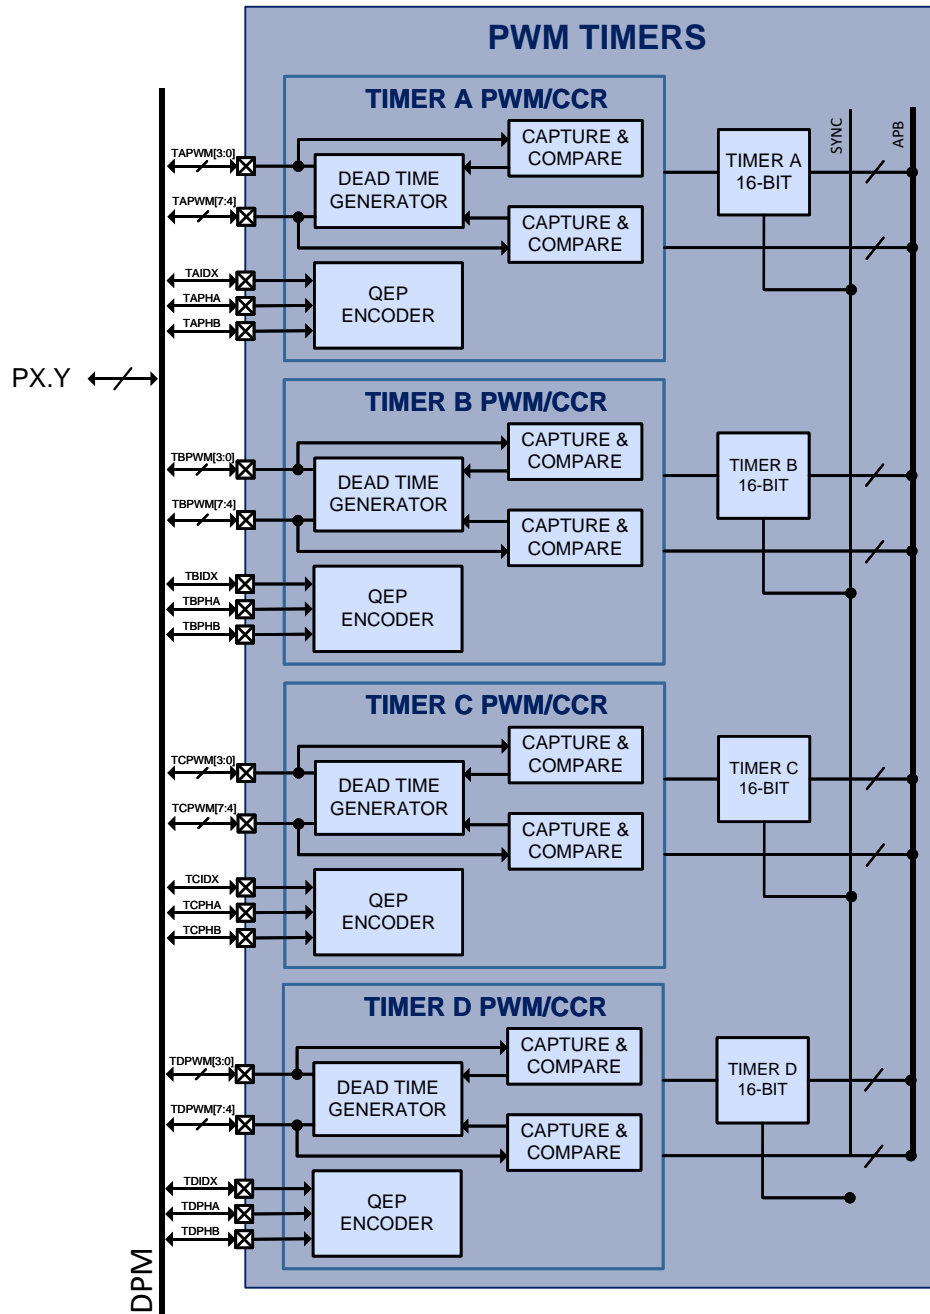 PWM TIMERS
TIMER A PWM/CCR
SYNC
APB
CAPTURE &
COMPARE
TAPWM[3:0]
DEAD TIME
GENERATOR
TIMER A
16-BIT
TAPWM[7:4]
CAPTURE &
COMPARE
TAIDX
TAPHA
TAPHB
QEP
ENCODER
PX.Y
TIMER B PWM/CCR
CAPTURE &
COMPARE
TBPWM[3:0]
DEAD TIME
GENERATOR
TIMER B
16-BIT
TBPWM[7:4]
CAPTURE &
COMPARE
TBIDX
TBPHA
TBPHB
QEP
ENCODER
TIMER C PWM/CCR
CAPTURE &
COMPARE
TCPWM[3:0]
DEAD TIME
GENERATOR
TIMER C
16-BIT
TCPWM[7:4]
CAPTURE &
COMPARE
TCIDX
TCPHA
TCPHB
QEP
ENCODER
TIMER D PWM/CCR
CAPTURE &
COMPARE
TDPWM[3:0]
DEAD TIME
GENERATOR
TIMER D
16-BIT
TDPWM[7:4]
CAPTURE &
COMPARE
TDIDX
TDPHA
TDPHB
QEP
ENCODER
DPM